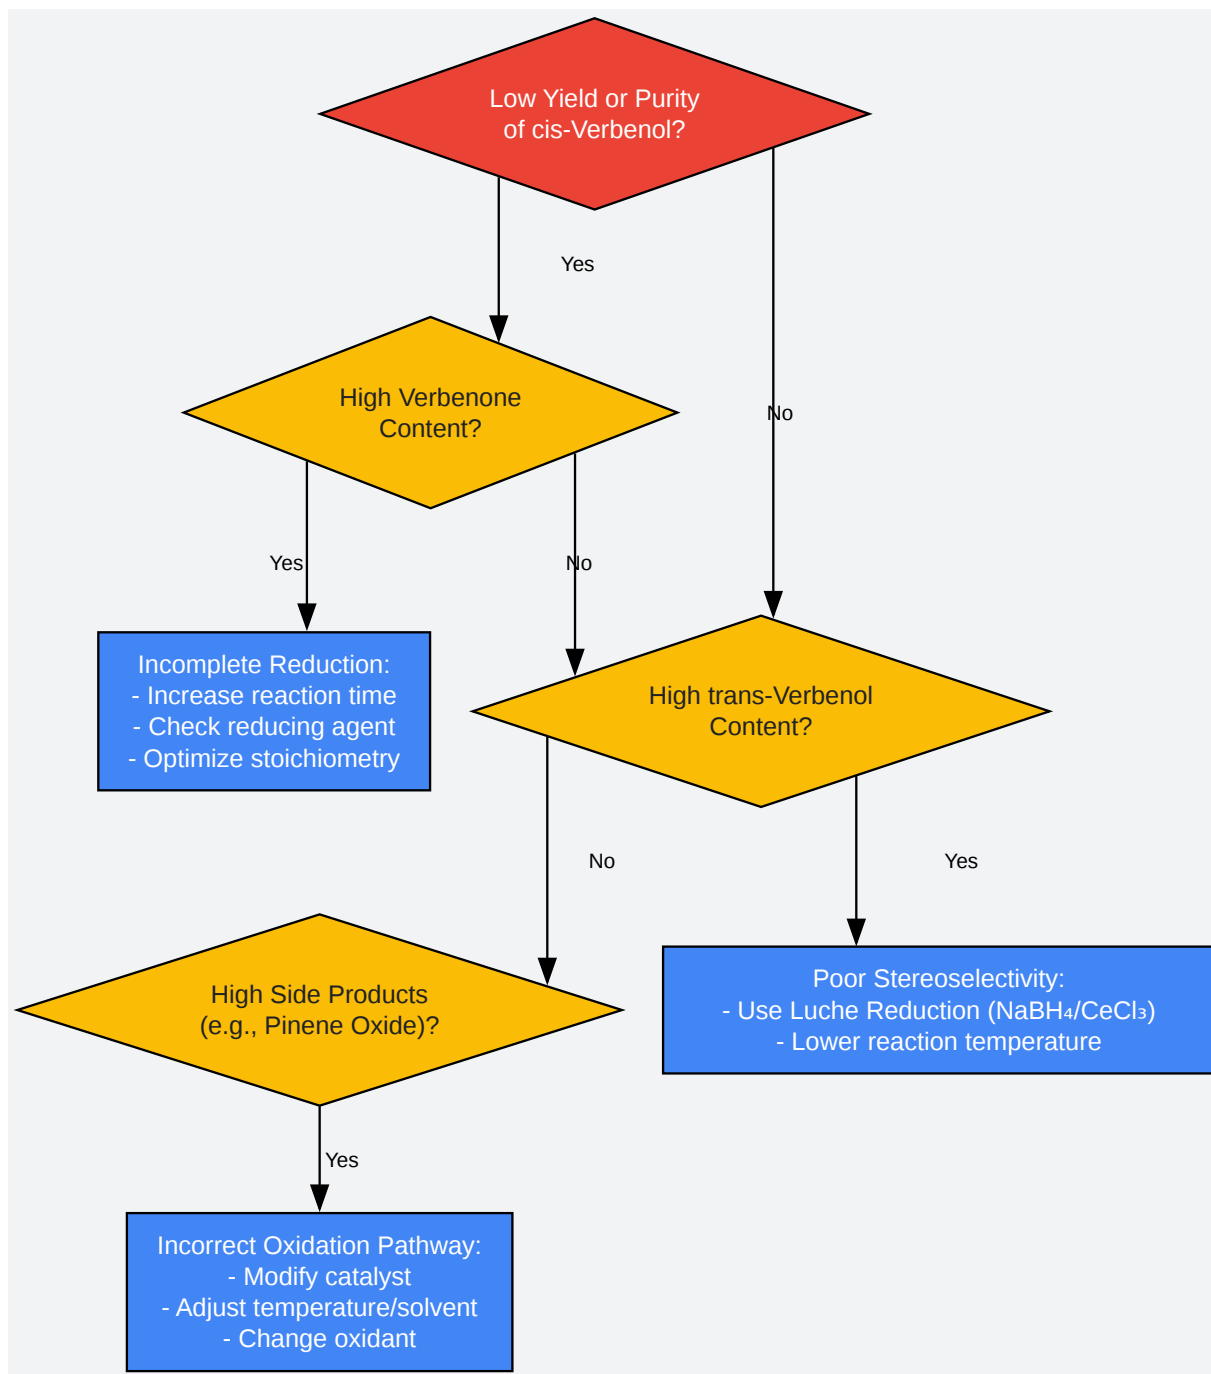 Low Yield or Purity
of cis-Verbenol?
Yes
High Verbenone
Content?
No
Yes
No
Incomplete Reduction:
- Increase reaction time
- Check reducing agent
- Optimize stoichiometry
High trans-Verbenol
Content?
No
Yes
High Side Products
(e.g., Pinene Oxide)?
Poor Stereoselectivity:
- Use Luche Reduction (NaBH₄/CeCl₃)
- Lower reaction temperature
Yes
Incorrect Oxidation Pathway:
- Modify catalyst
- Adjust temperature/solvent
- Change oxidant